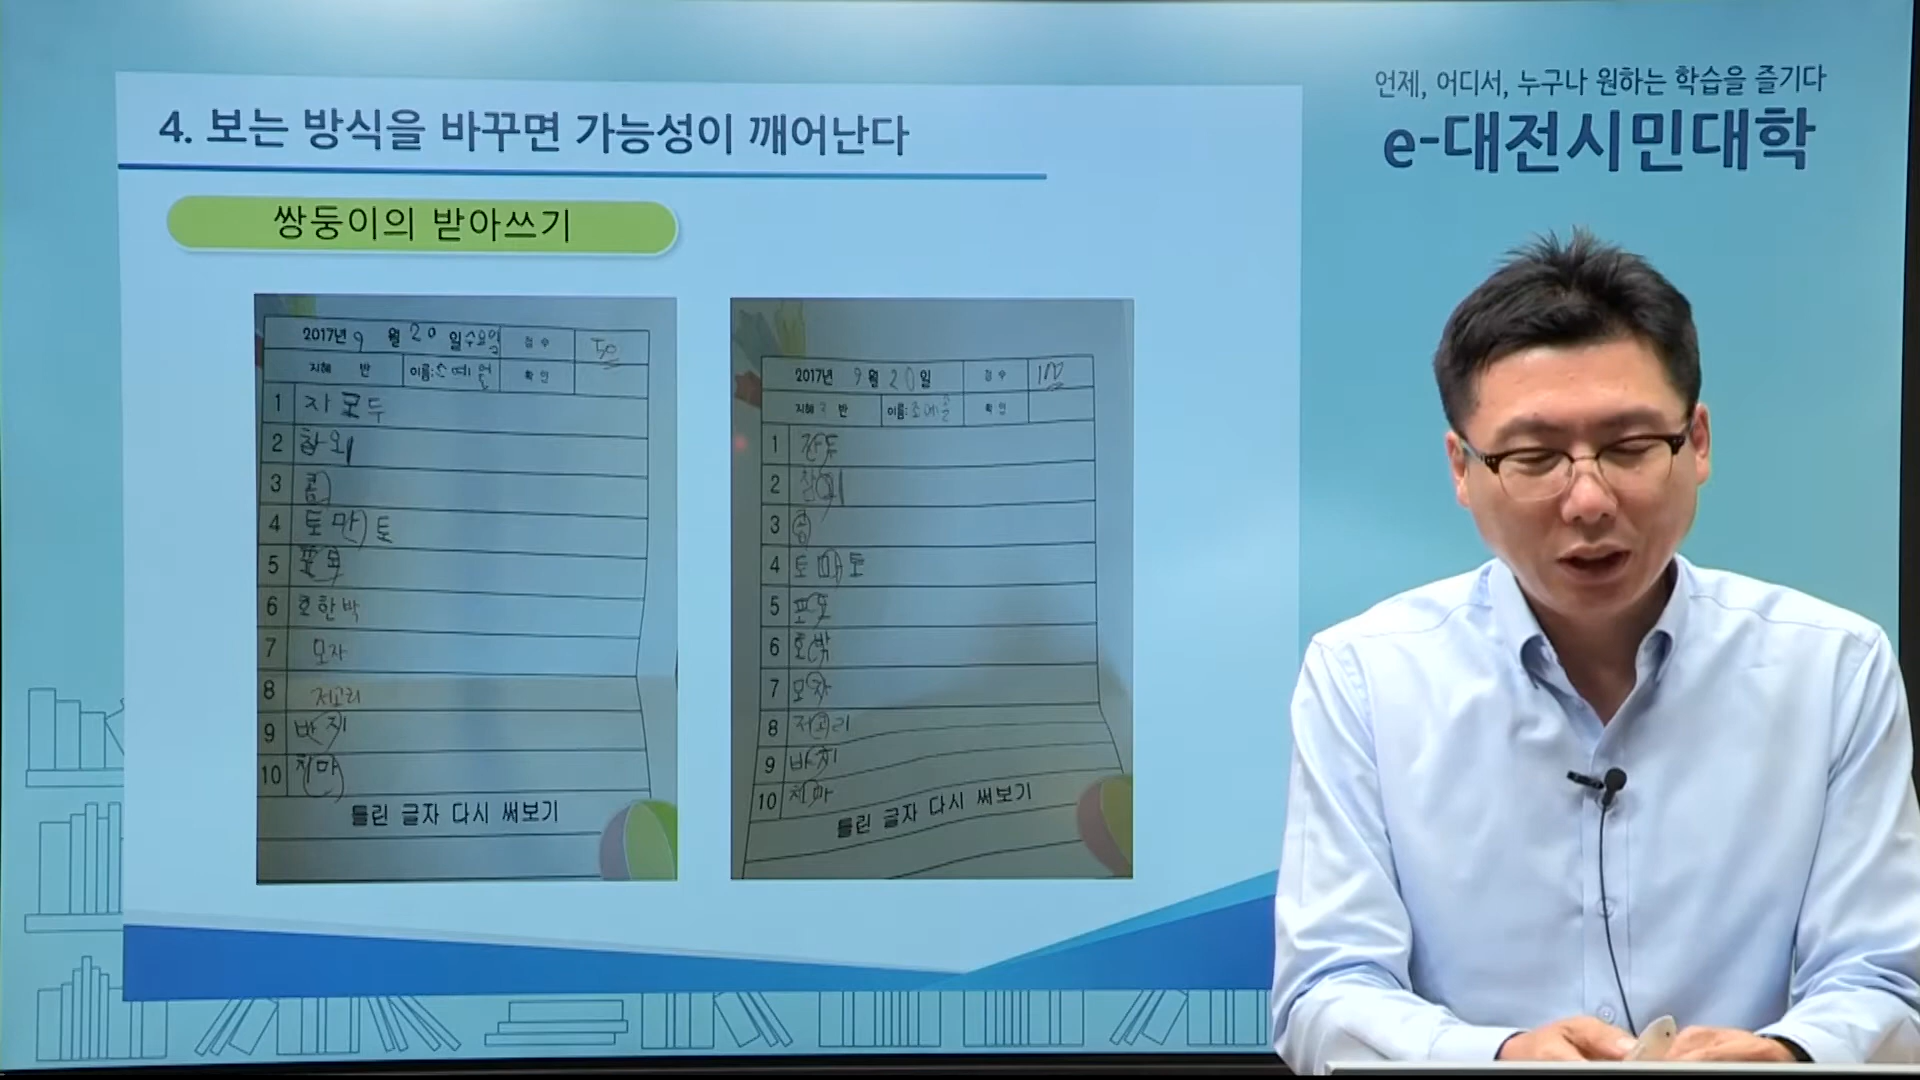 언제, 어디서, 누구나 원하는 학습을 즐기다
e-대전시민대학
4. 보는 방식을 바꾸면 가능성이 깨어난다
쌍둥이의 받아쓰기
2017년 9 월 20 일 수요일 점수 50
지혜 반 이름: 확인
1 자 두
2 참외
3
4 토만토
5
6 호한박
7 모자
8 저고리
9 반지
10 치마
틀린 글자 다시 써보기
2017년 9 월 20 일 점수 100
지혜 반 이름: 확인
1
2 참외
3
4 토마토
5 포도
6 호박
7 모자
8 저고리
9 바지
10 치마
틀린 글자 다시 써보기